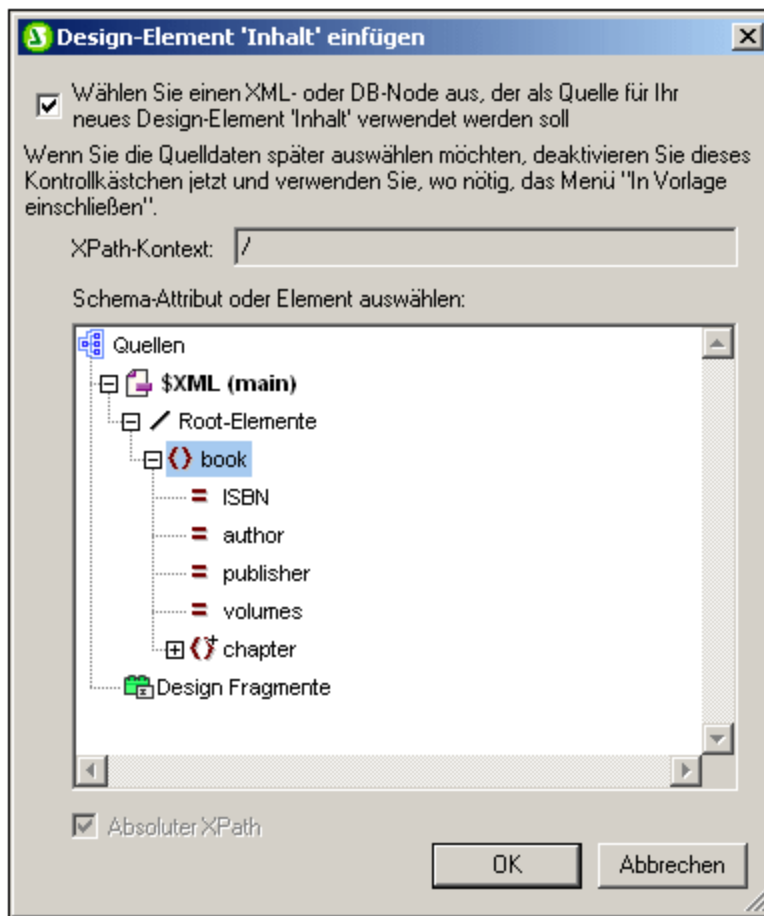 Design-Element 'Inhalt' einfügen
Wählen Sie einen XML- oder DB-Node aus, der als Quelle für Ihr
neues Design-Element 'Inhalt' verwendet werden soll
Wenn Sie die Quelldaten später auswählen möchten, deaktivieren Sie dieses
Kontrollkästchen jetzt und verwenden Sie, wo nötig, das Menü "In Vorlage
einschließen".
XPath-Kontext: /
Schema-Attribut oder Element auswählen:
Quellen
$XML (main)
/ Root-Elemente
{} book
= ISBN
= author
= publisher
= volumes
{}+ chapter
Design Fragmente
Absoluter XPath
OK Abbrechen